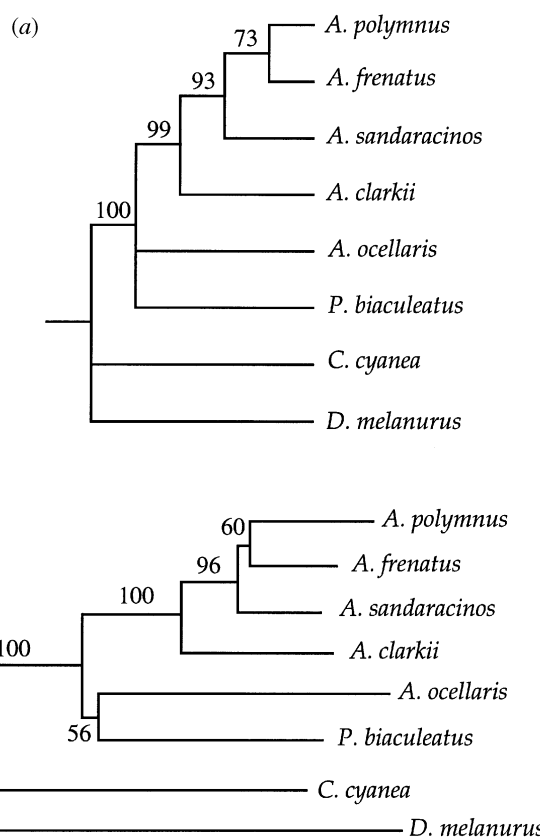 (a)
A. polymnus
73
A. frenatus
93
A. sandaracinos
99
A. clarkii
100
A. ocellaris
P. biaculeatus
C. cyanea
D. melanurus
A. polymnus
60
A. frenatus
96
A. sandaracinos
100
A. clarkii
100
A. ocellaris
56
P. biaculeatus
C. cyanea
D. melanurus